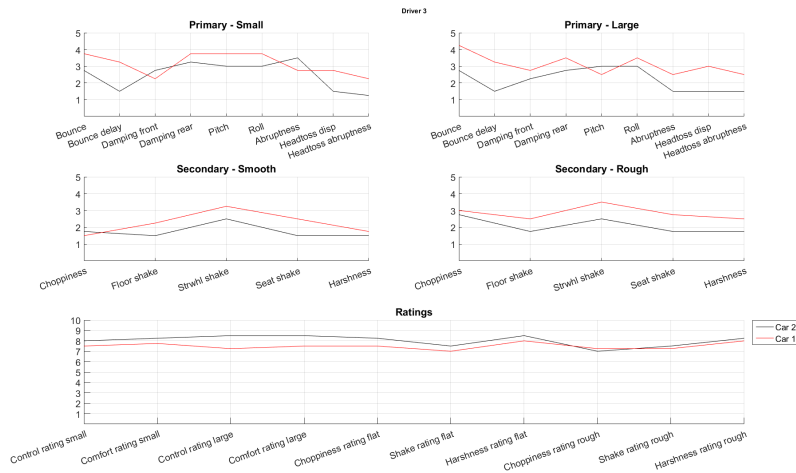 Driver 3
Primary - Small
5
4
3
2
1
Bounce
Bounce delay
Damping front
Damping rear
Pitch
Roll
Abruptness
Headtoss disp
Headtoss abruptness
Primary - Large
5
4
3
2
1
Bounce
Bounce delay
Damping front
Damping rear
Pitch
Roll
Abruptness
Headtoss disp
Headtoss abruptness
Secondary - Smooth
5
4
3
2
1
Choppiness
Floor shake
Strwhl shake
Seat shake
Harshness
Secondary - Rough
5
4
3
2
1
Choppiness
Floor shake
Strwhl shake
Seat shake
Harshness
Ratings
10
9
8
7
6
5
4
3
2
1
Control rating small
Comfort rating small
Control rating large
Comfort rating large
Choppiness rating flat
Shake rating flat
Harshness rating flat
Choppiness rating rough
Shake rating rough
Harshness rating rough
Car 2
Car 1